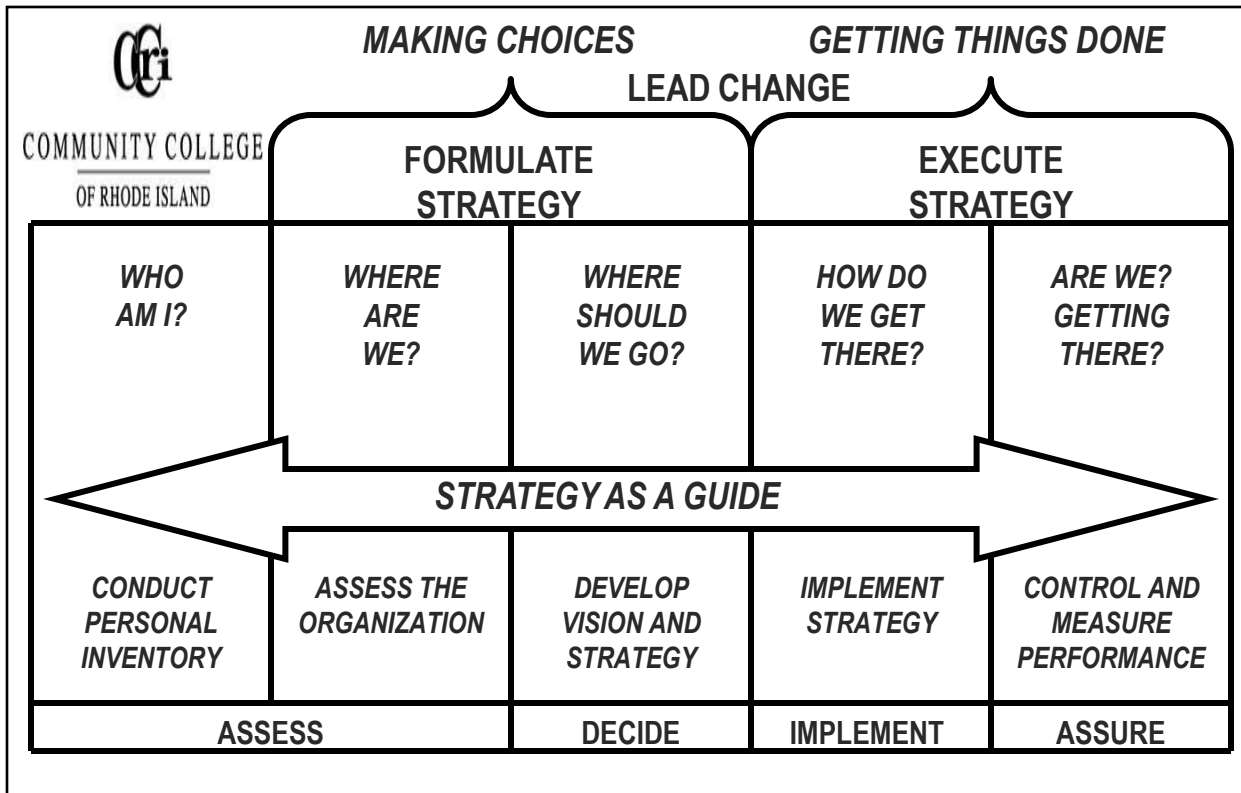 CCri
COMMUNITY COLLEGE
OF RHODE ISLAND
MAKING CHOICES
GETTING THINGS DONE
LEAD CHANGE
FORMULATE
STRATEGY
EXECUTE
STRATEGY
WHO
AM I?
WHERE
ARE
WE?
WHERE
SHOULD
WE GO?
HOW DO
WE GET
THERE?
ARE WE?
GETTING
THERE?
STRATEGY AS A GUIDE
CONDUCT
PERSONAL
INVENTORY
ASSESS THE
ORGANIZATION
DEVELOP
VISION AND
STRATEGY
IMPLEMENT
STRATEGY
CONTROL AND
MEASURE
PERFORMANCE
ASSESS
DECIDE
IMPLEMENT
ASSURE